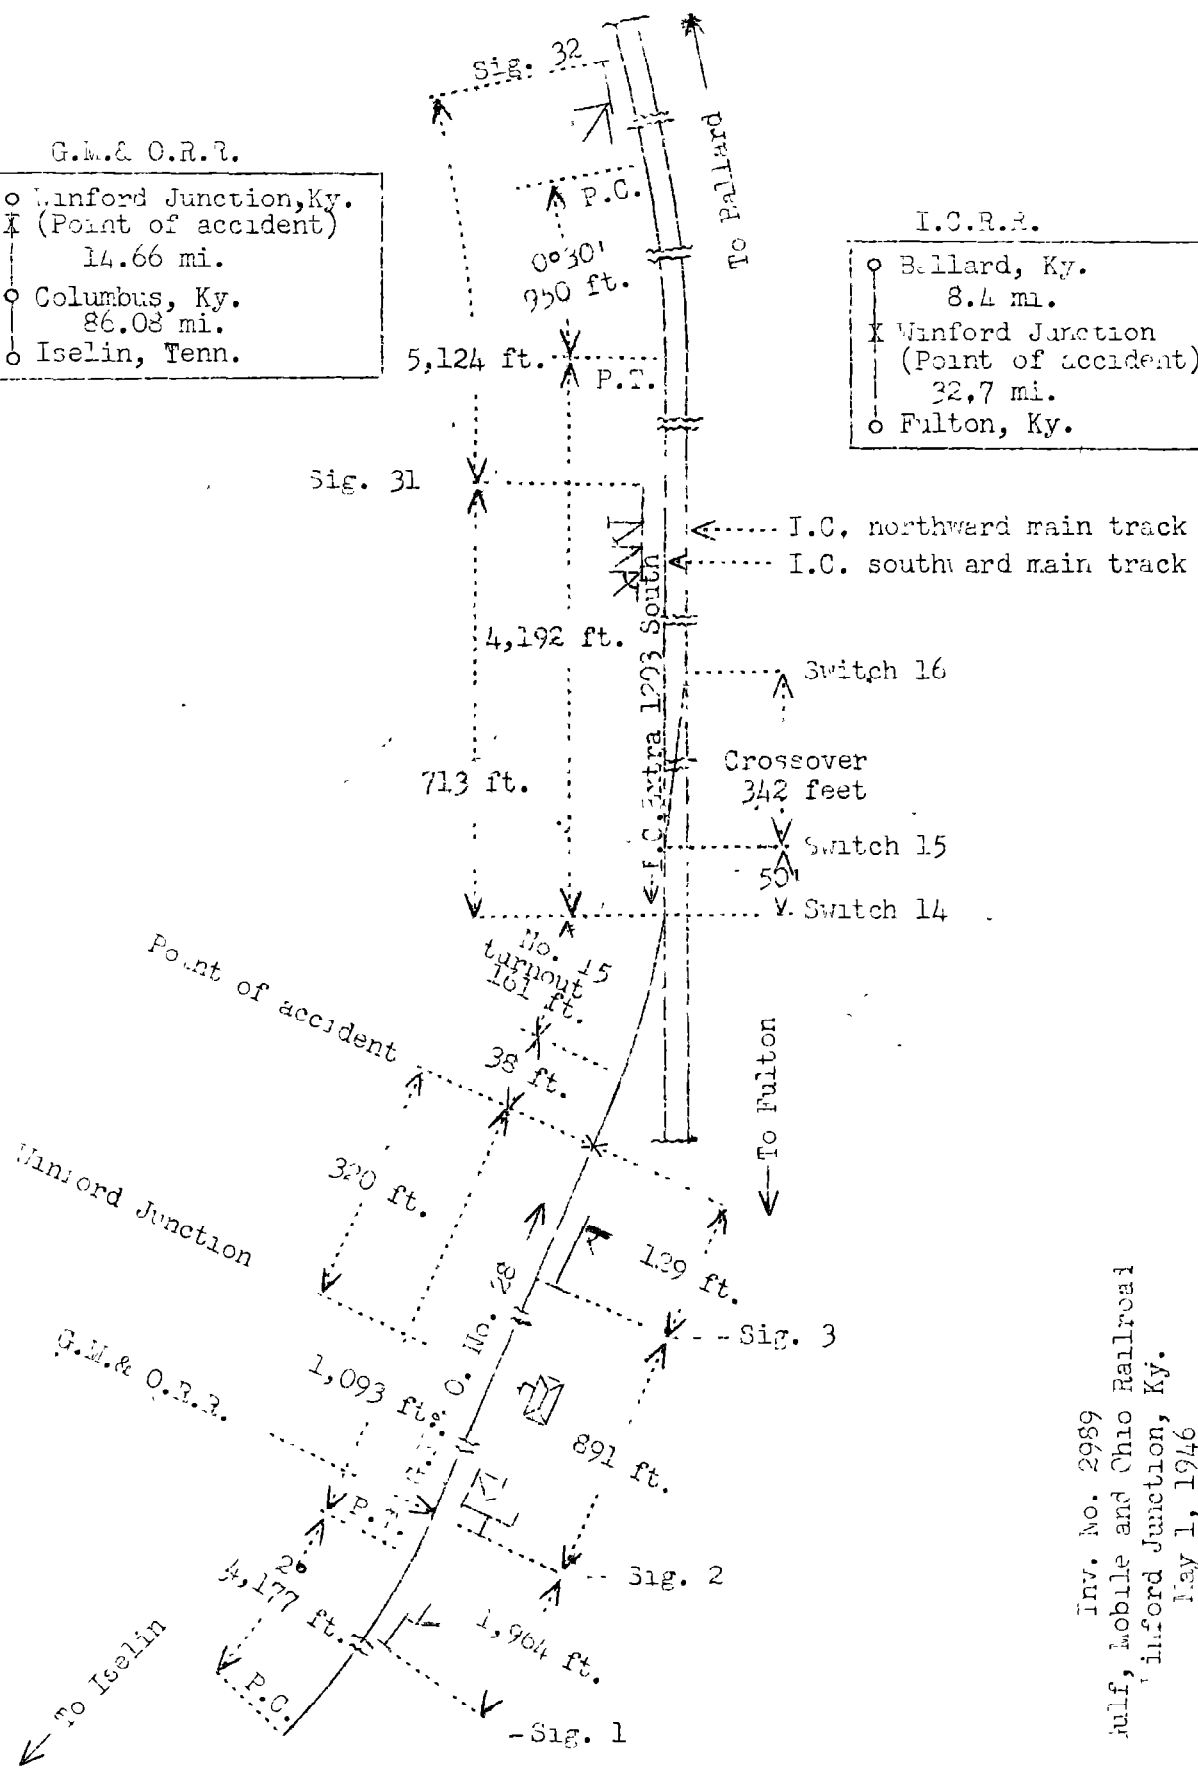 Sig. 32
To Ballard
G.M.& O.R.R.
Winford Junction,Ky.
(Point of accident)
14.66 mi.
Columbus, Ky.
86.08 mi.
Iselin, Tenn.
P.C.
0°30'
950 ft.
I.C.R.R.
Ballard, Ky.
8.4 mi.
Winford Junction
(Point of accident)
32.7 mi.
Fulton, Ky.
5,124 ft.
P.T.
Sig. 31
I.C. northward main track
I.C. southward main track
4,192 ft.
I.C. Extra 1293 South
Switch 16
Crossover
342 feet
713 ft.
Switch 15
50'
Switch 14
No. 15
turnout
161 ft.
Point of accident
38 ft.
To Fulton
320 ft.
Winford Junction
129 ft.
Sig. 3
G.M.& O.R.R.
1,093 ft.
O. No. 28
891 ft.
P.T.
2°
4,177 ft.
Sig. 2
1,964 ft.
To Iselin
P.C.
Sig. 1
Inv. No. 2989
Gulf, Mobile and Ohio Railroad
Winford Junction, Ky.
May 1, 1946